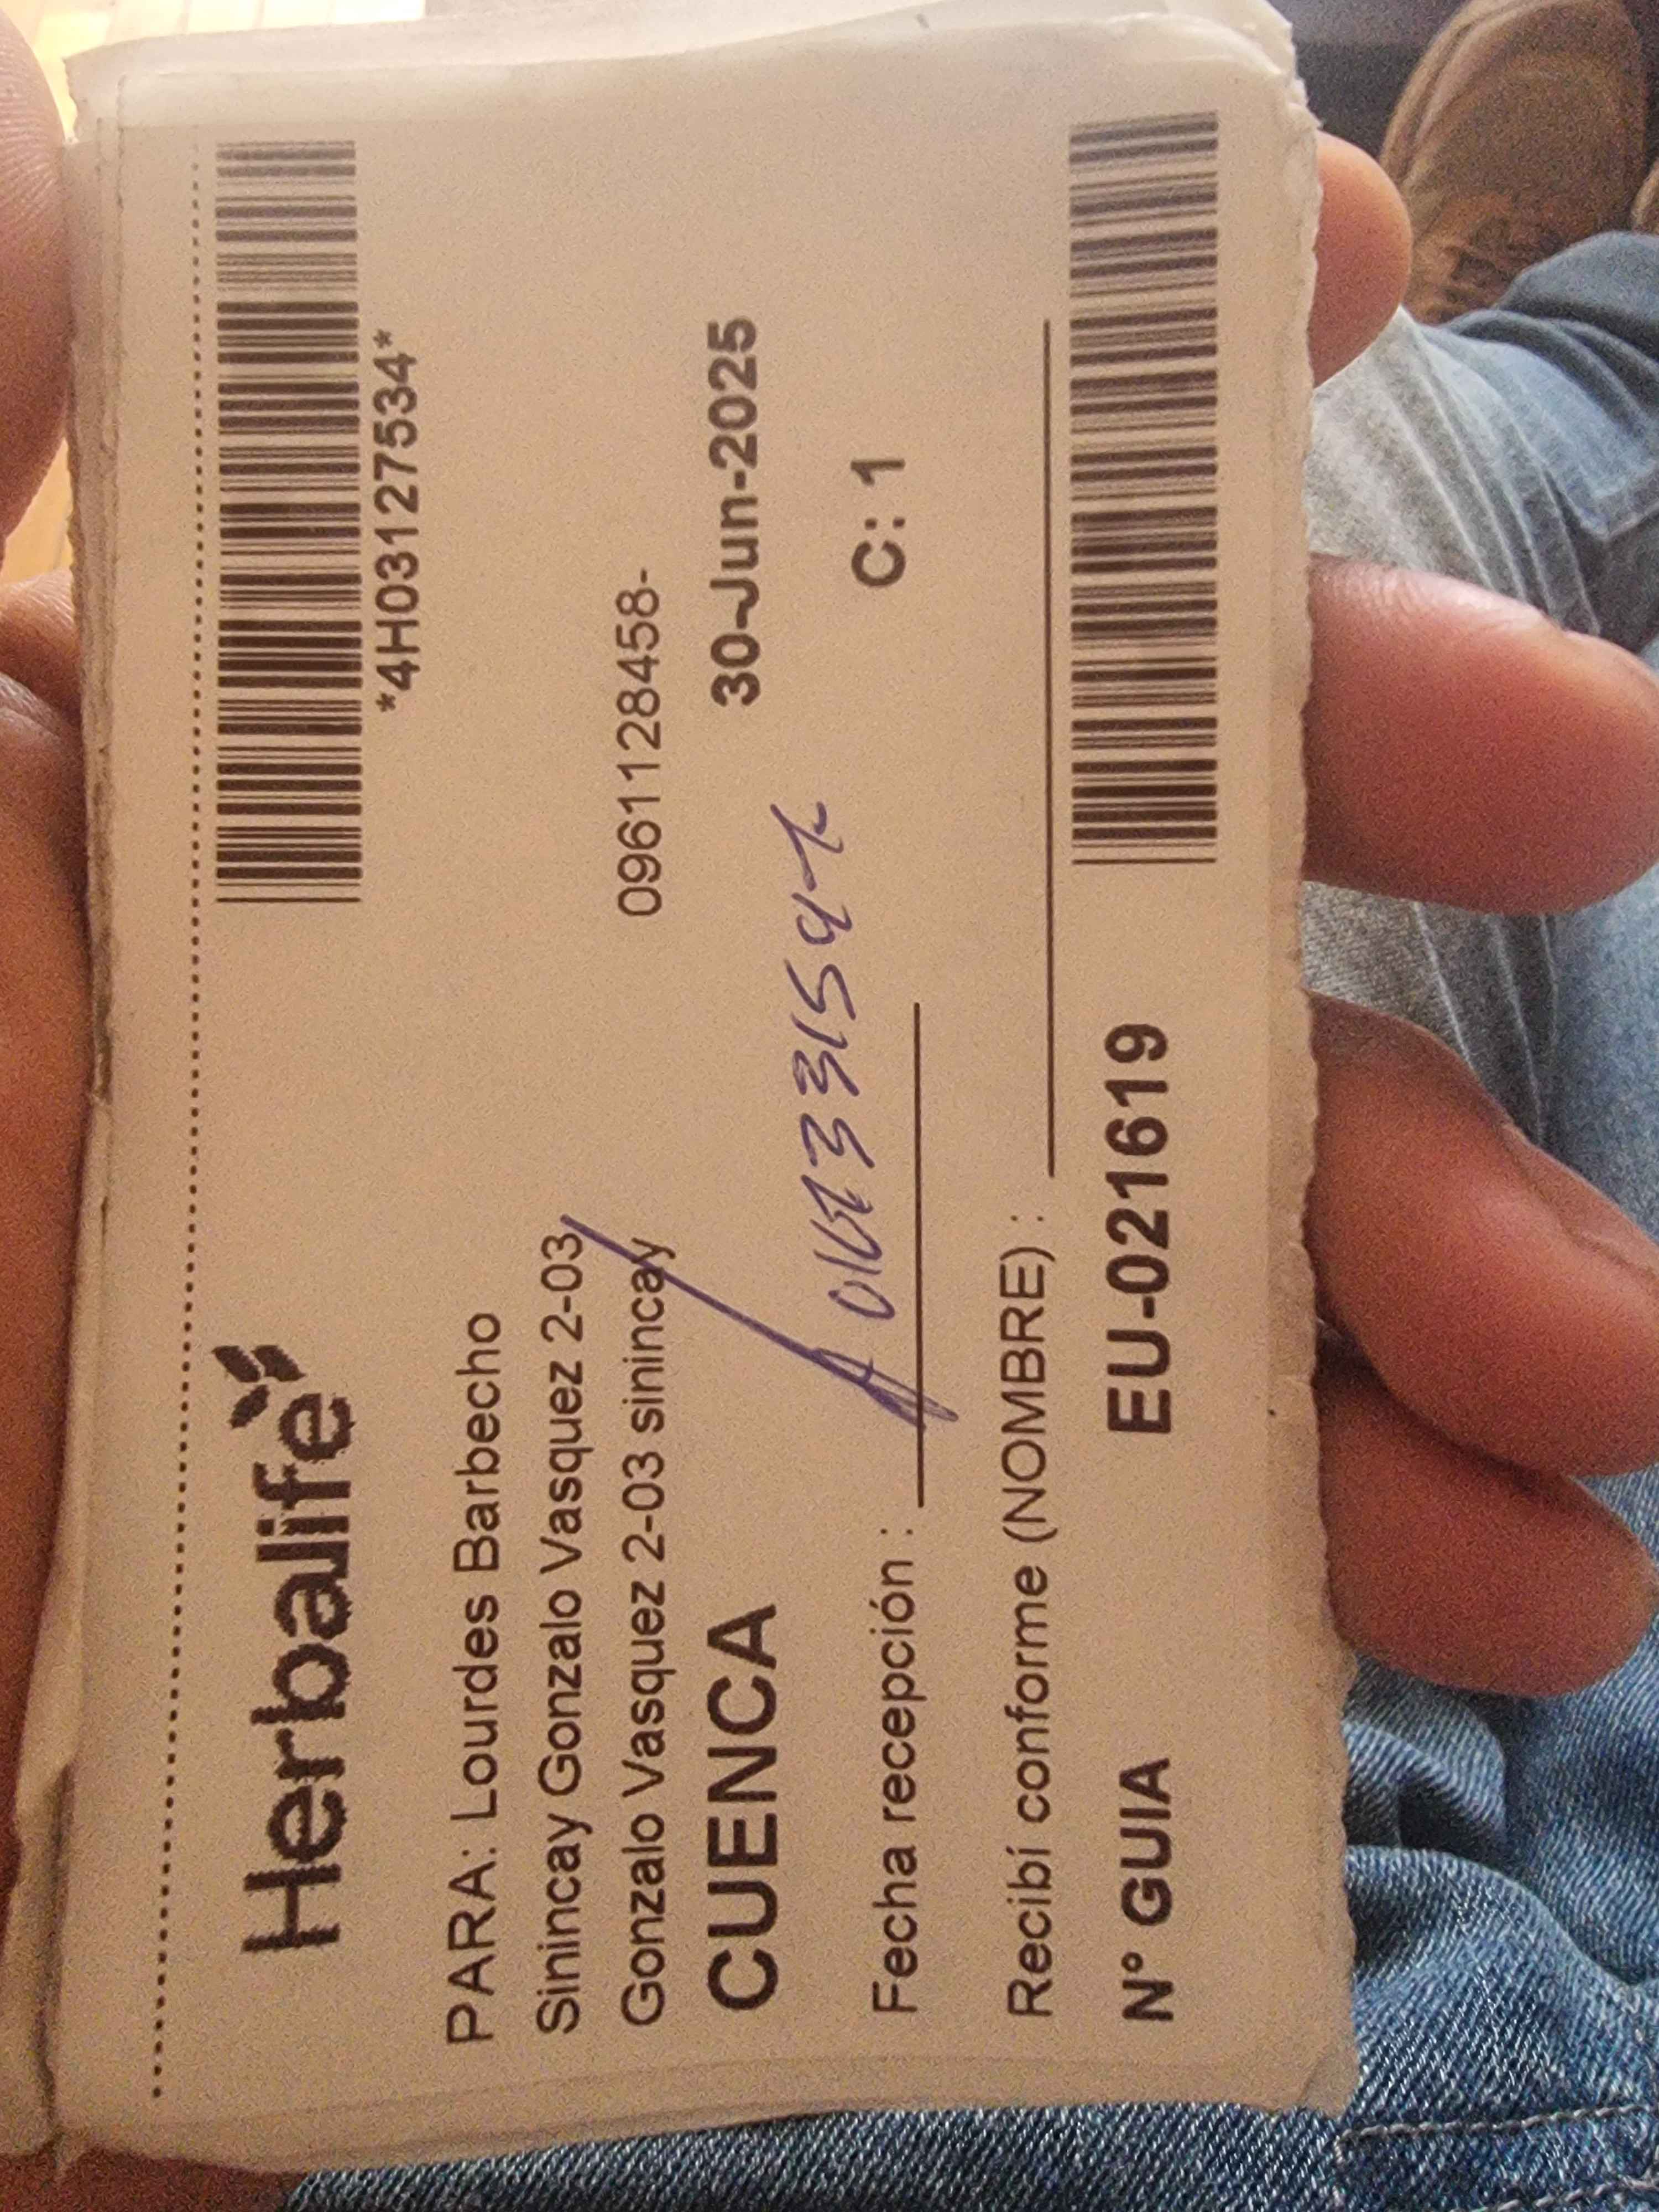 Herbalife
*4H03127534*
PARA: Lourdes Barbecho
Sinincay Gonzalo Vasquez 2-03
Gonzalo Vasquez 2-03 sinincay
0961128458-
CUENCA
30-Jun-2025
Fecha recepción :
C: 1
Recibí conforme (NOMBRE) :
N° GUIA
EU-021619